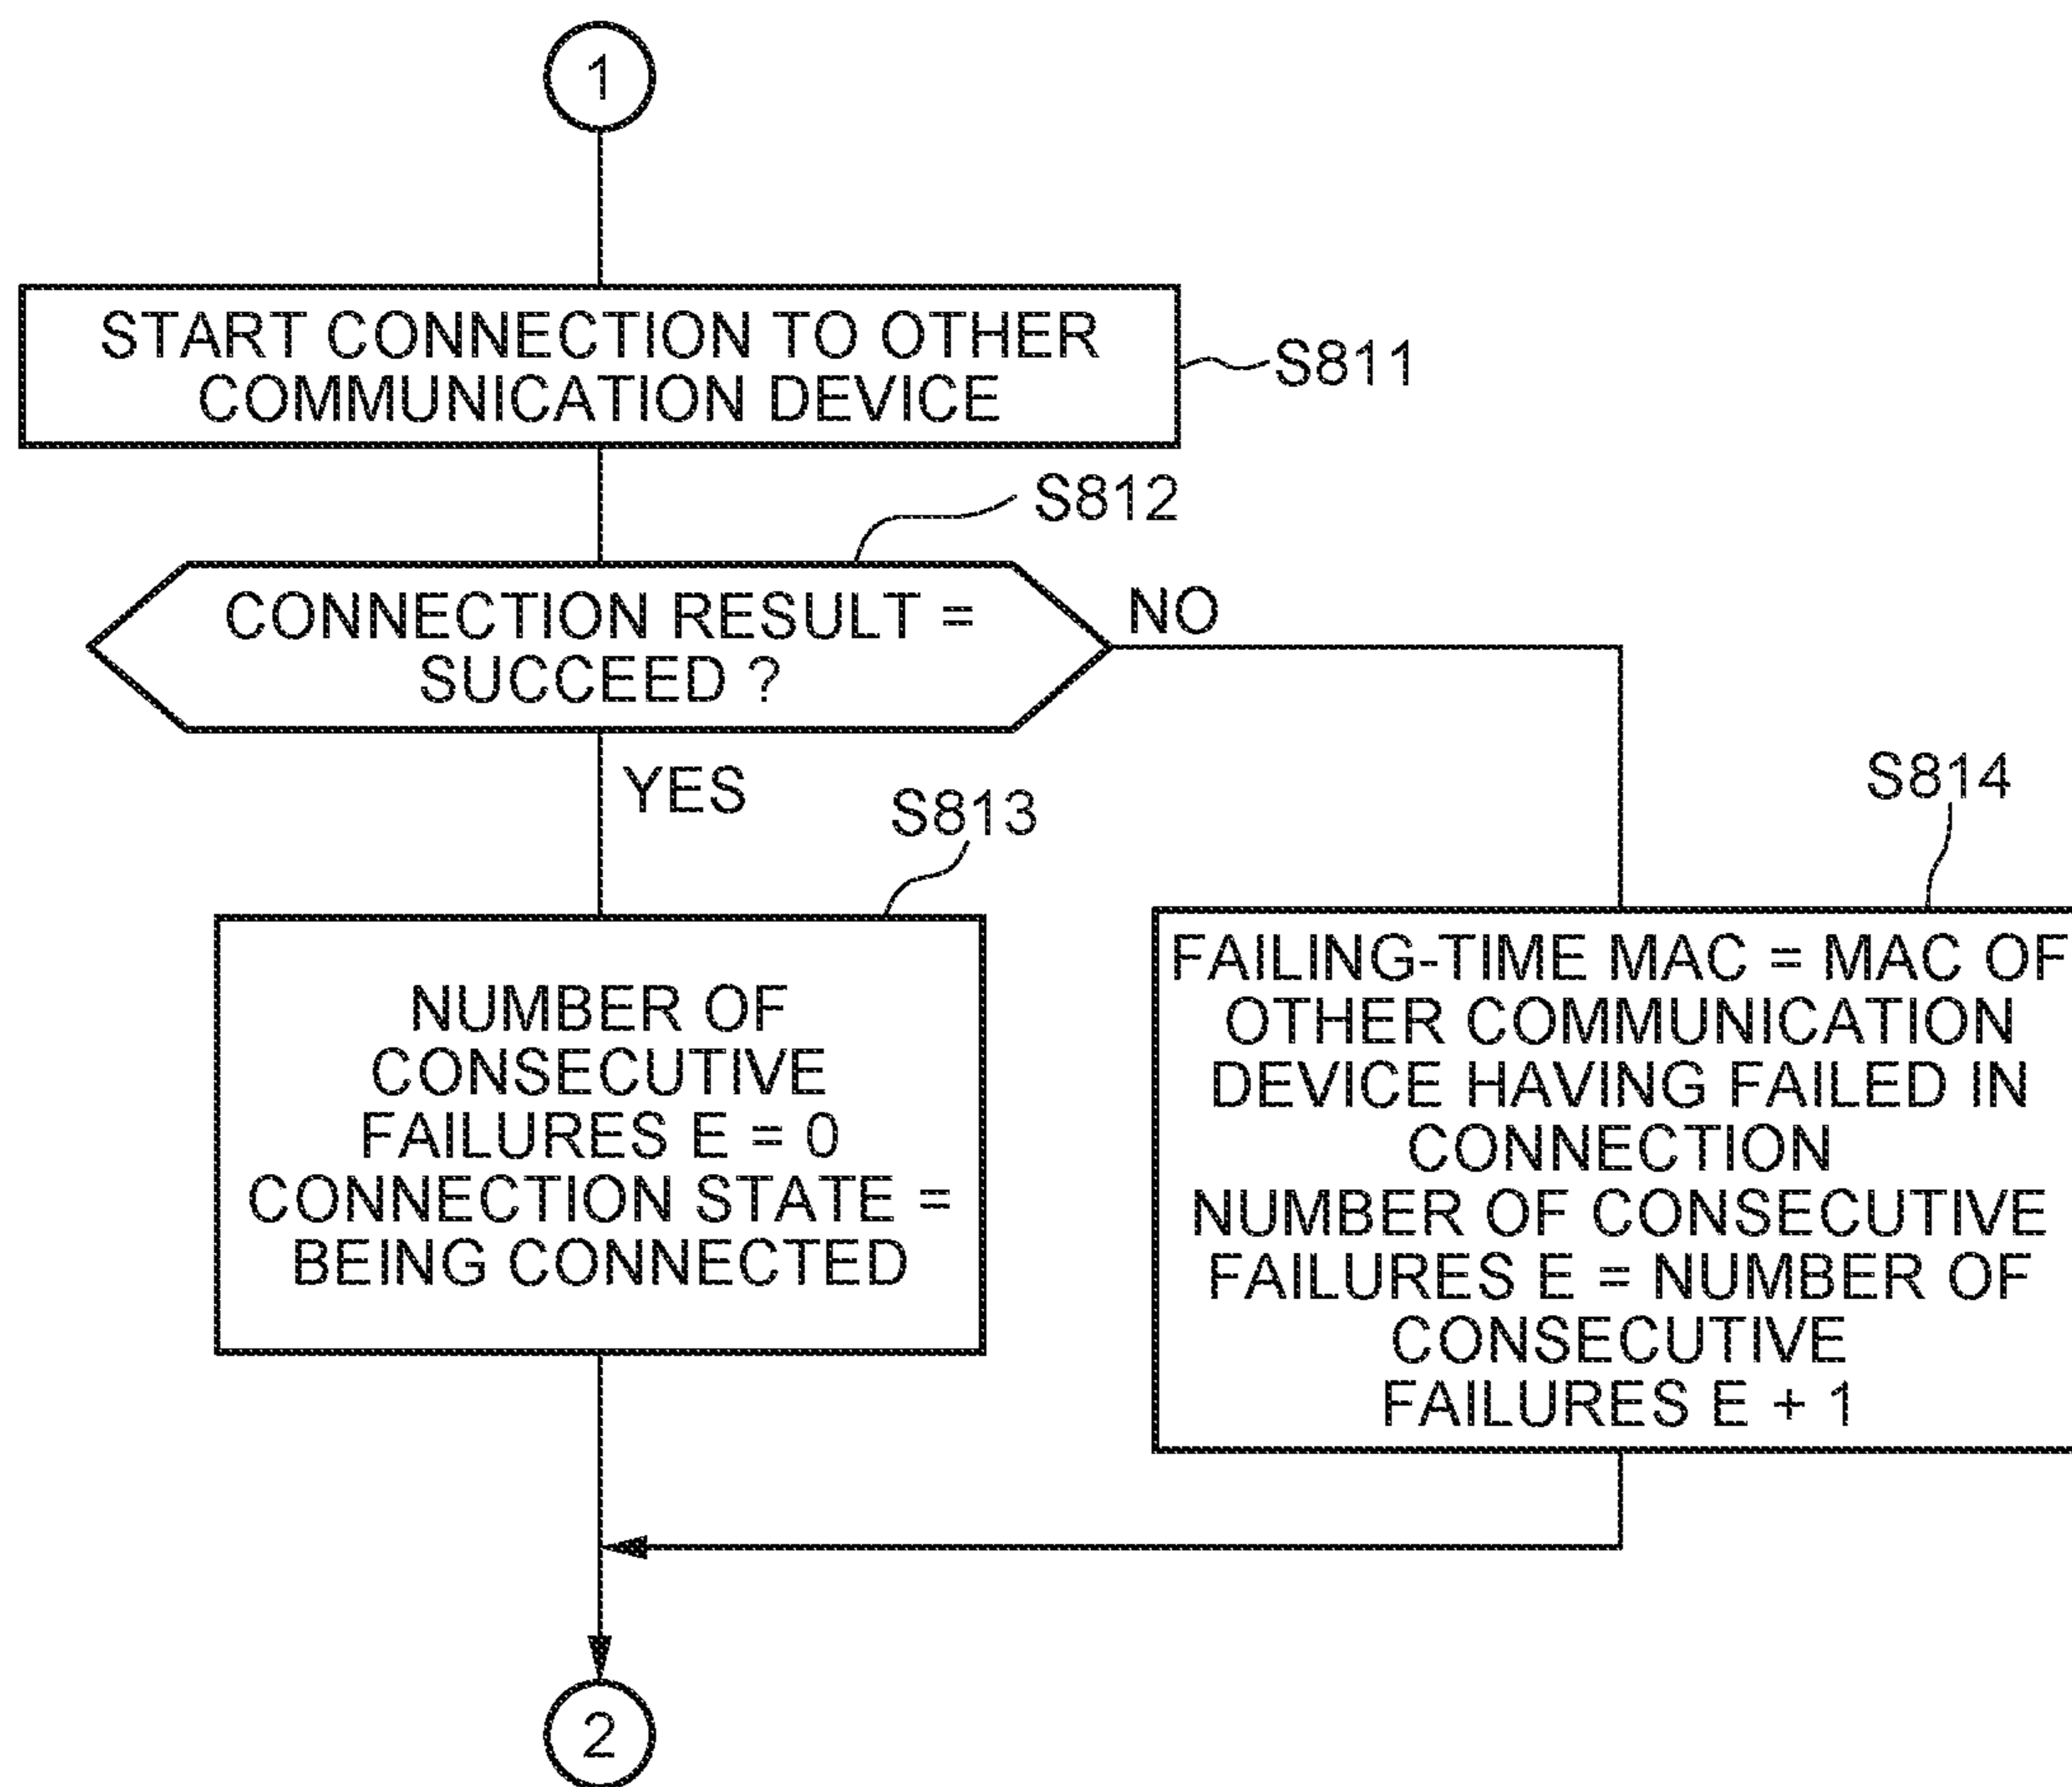 1
START CONNECTION TO OTHER
COMMUNICATION DEVICE
S811
S812
CONNECTION RESULT =
SUCCEED ?
NO
YES
S813
S814
NUMBER OF
CONSECUTIVE
FAILURES E = 0
CONNECTION STATE =
BEING CONNECTED
FAILING-TIME MAC = MAC OF
OTHER COMMUNICATION
DEVICE HAVING FAILED IN
CONNECTION
NUMBER OF CONSECUTIVE
FAILURES E = NUMBER OF
CONSECUTIVE
FAILURES E + 1
2